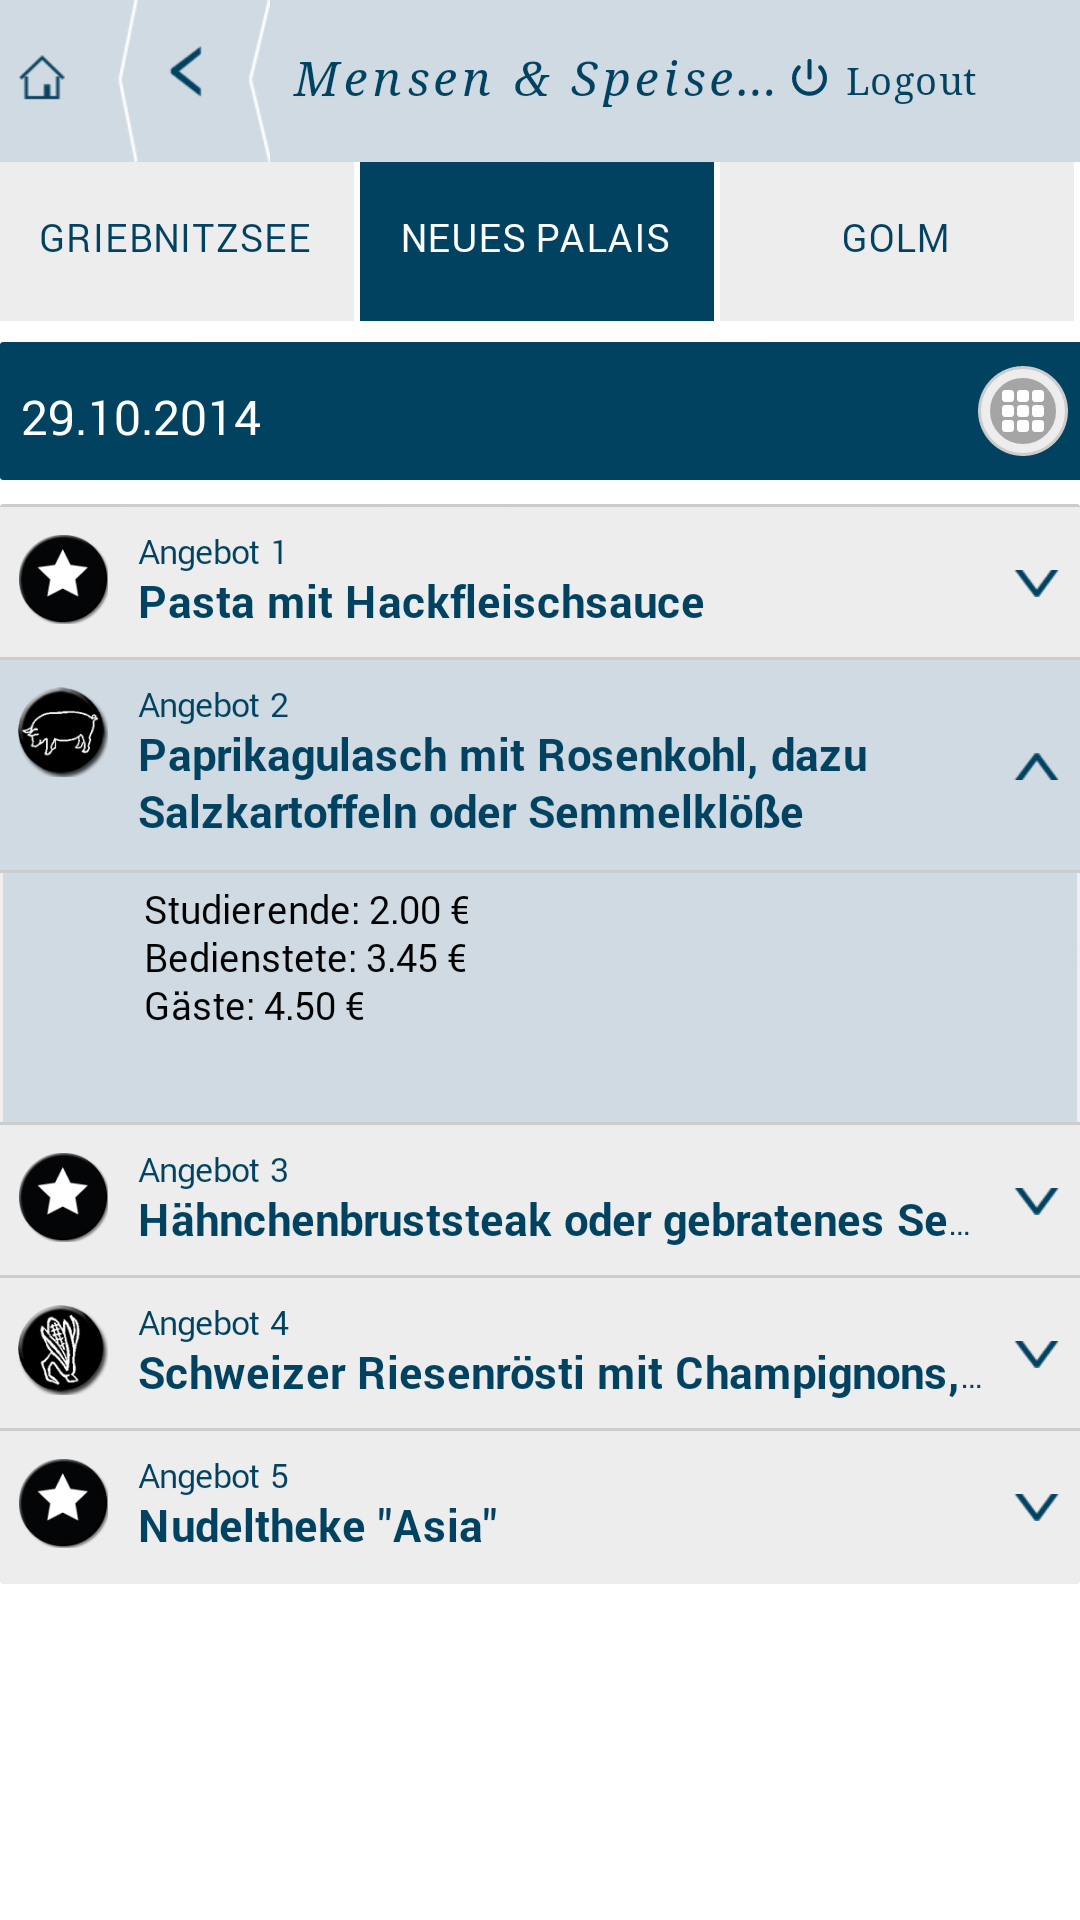 Mensen & Speise...
Logout
GRIEBNITZSEE
NEUES PALAIS
GOLM
29.10.2014
Angebot 1
Pasta mit Hackfleischsauce
Angebot 2
Paprikagulasch mit Rosenkohl, dazu
Salzkartoffeln oder Semmelklöße
Studierende: 2.00 €
Bedienstete: 3.45 €
Gäste: 4.50 €
Angebot 3
Hähnchenbruststeak oder gebratenes Se...
Angebot 4
Schweizer Riesenrösti mit Champignons,...
Angebot 5
Nudeltheke "Asia"